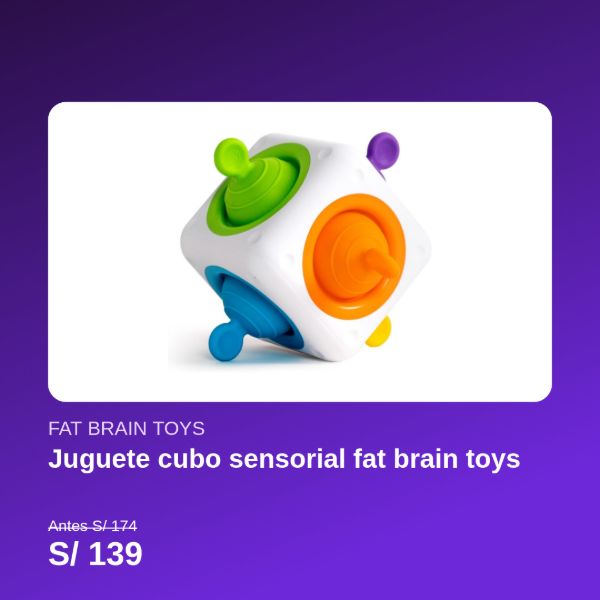 FAT BRAIN TOYS
Juguete cubo sensorial fat brain toys
Antes S/ 174
S/ 139